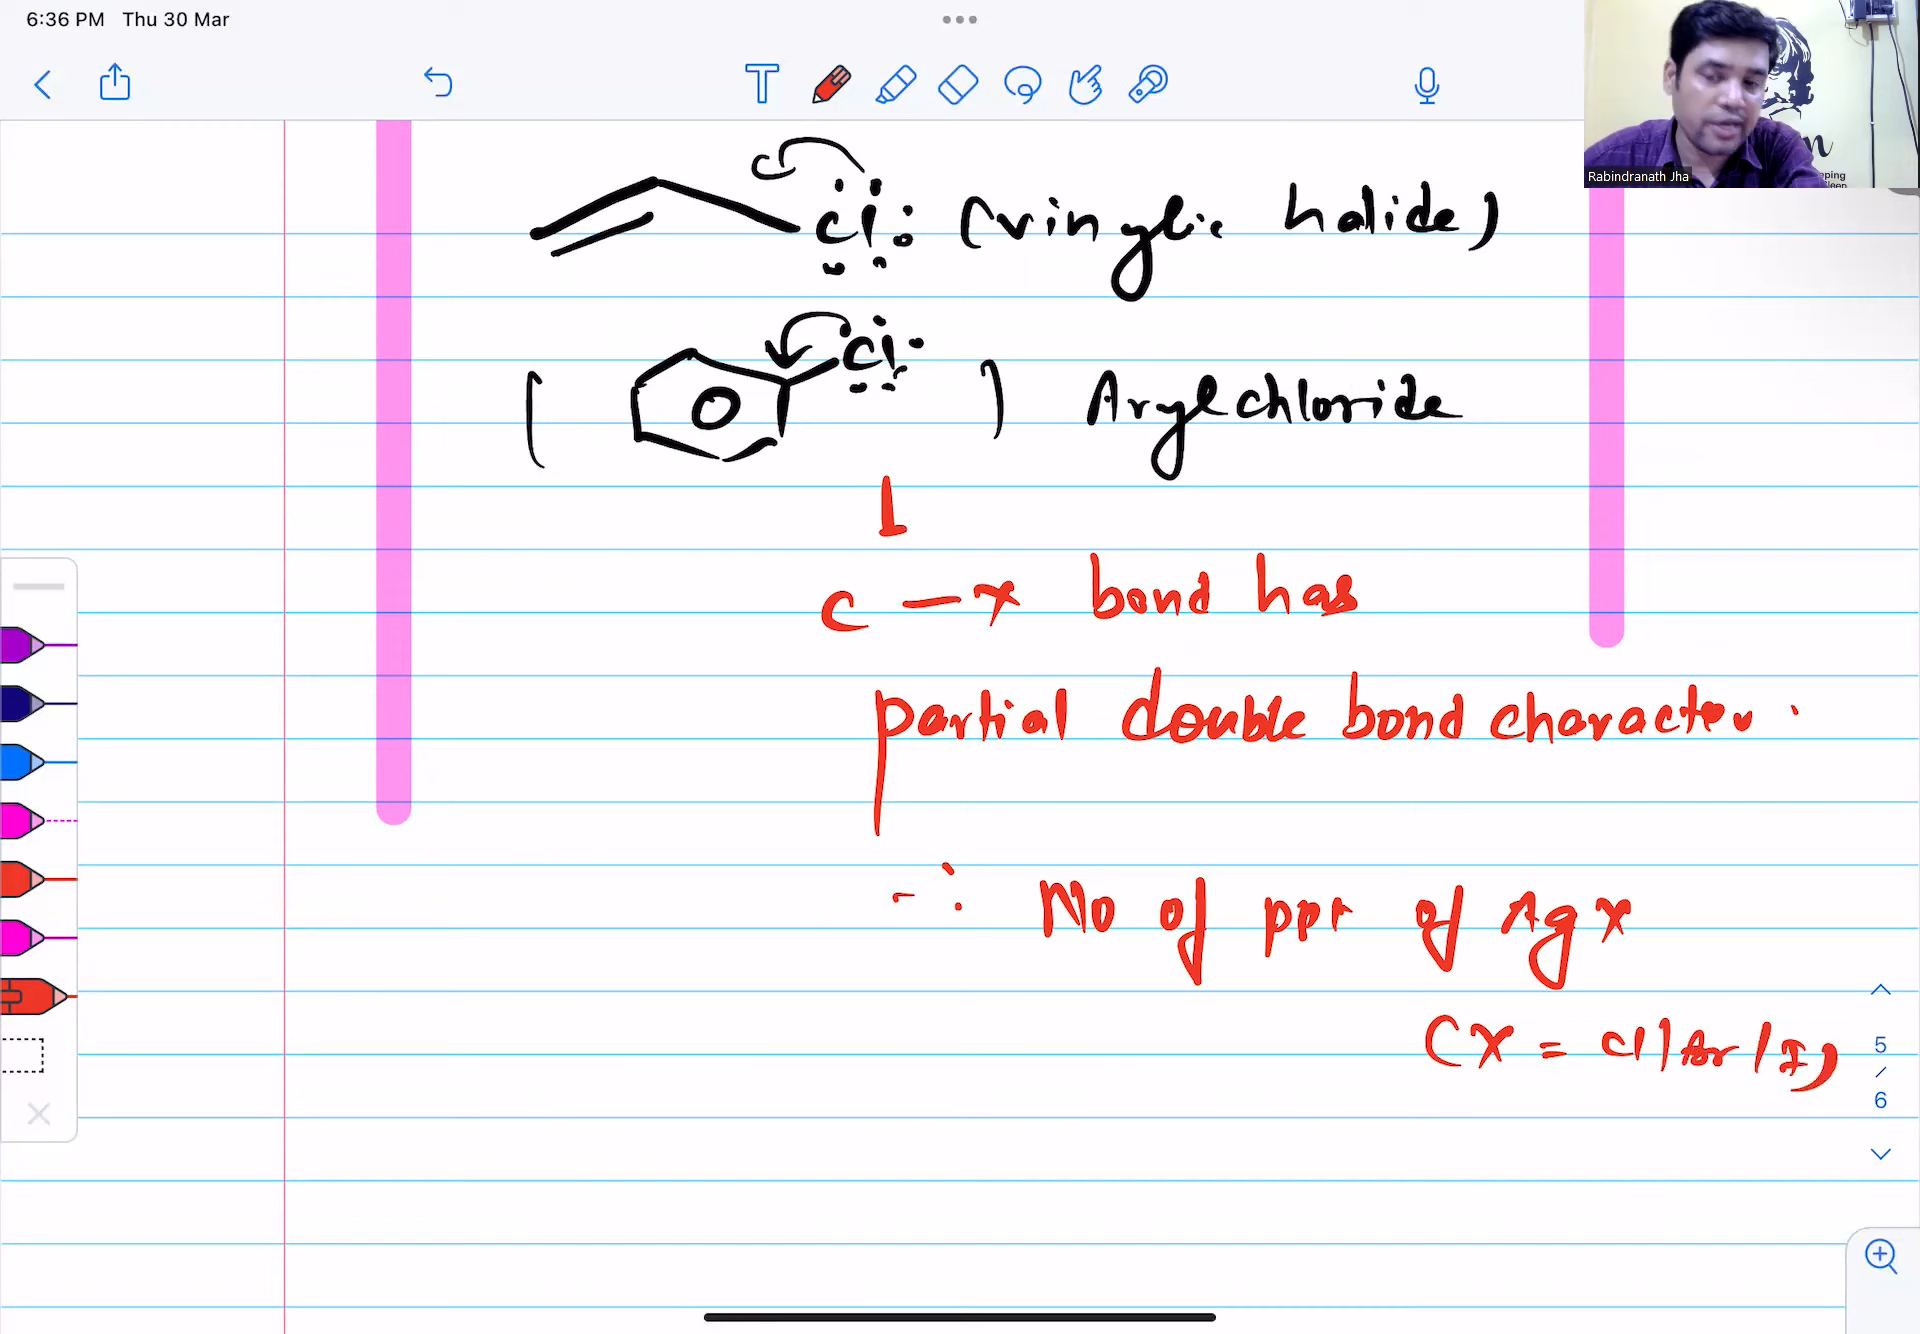 6:36 PM Thu 30 Mar
Rabindranath Jha
Cl (vinylic halide)
Cl ) Arylchloride
C — X bond has
partial double bond character.
∴ No of ppt of AgX
(X = Cl / Br / I)
5
/
6